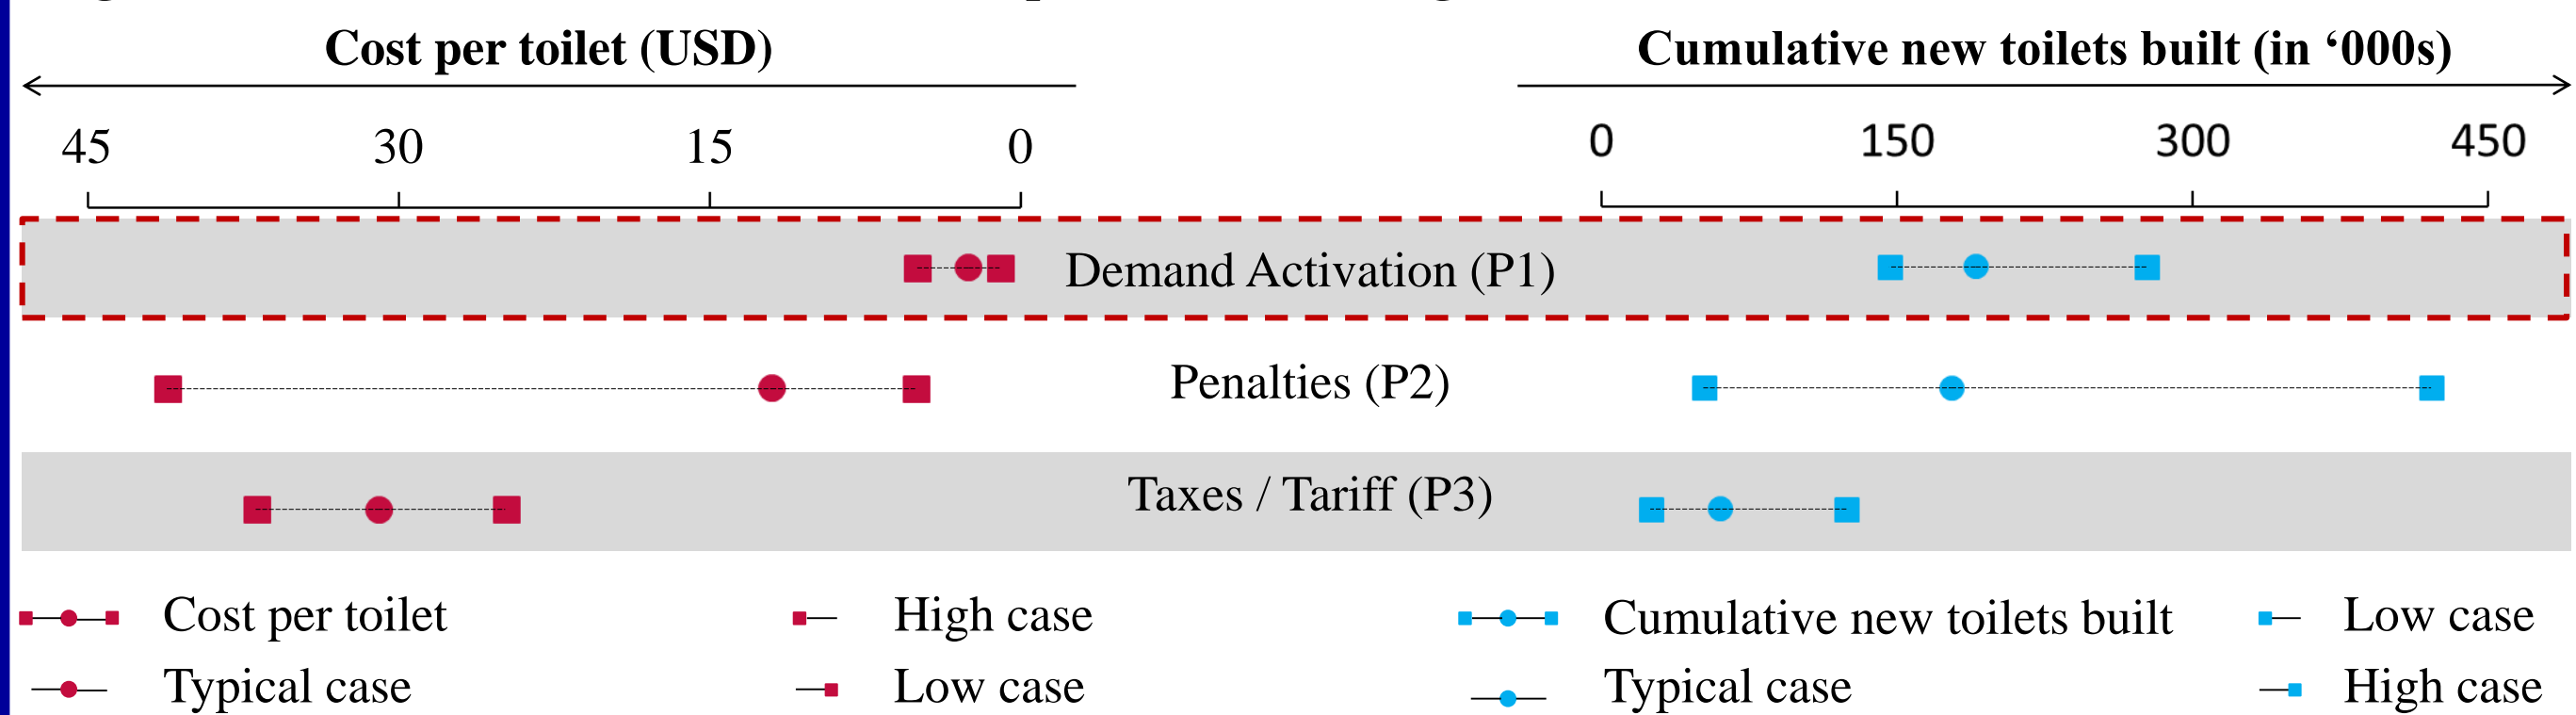 Cost per toilet (USD)
Cumulative new toilets built (in ‘000s)
45 30 15 0
0 150 300 450
Demand Activation (P1)
Penalties (P2)
Taxes / Tariff (P3)
Cost per toilet
High case
Cumulative new toilets built
Low case
Typical case
Low case
Typical case
High case